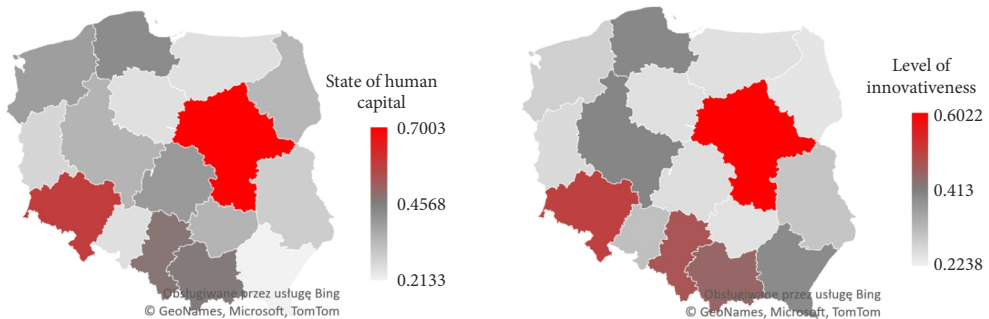 State of human
capital
0.7003
0.4568
0.2133
Obsługiwane przez usługę Bing
© GeoNames, Microsoft, TomTom
Level of
innovativeness
0.6022
0.413
0.2238
Obsługiwane przez usługę Bing
© GeoNames, Microsoft, TomTom